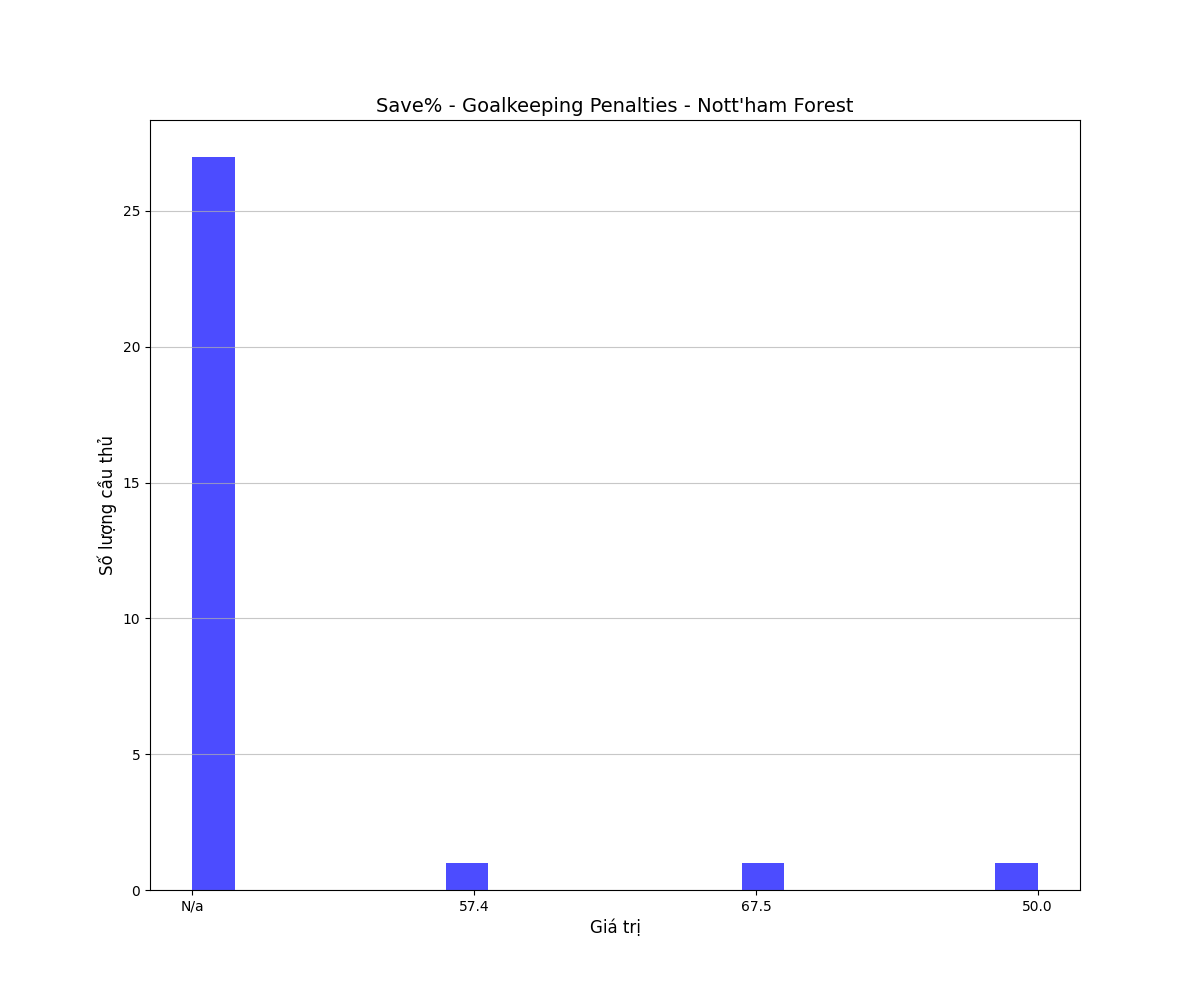 Save% - Goalkeeping Penalties - Nott'ham Forest
Số lượng cầu thủ
25
20
15
10
5
0
N/a 57.4 67.5 50.0
Giá trị